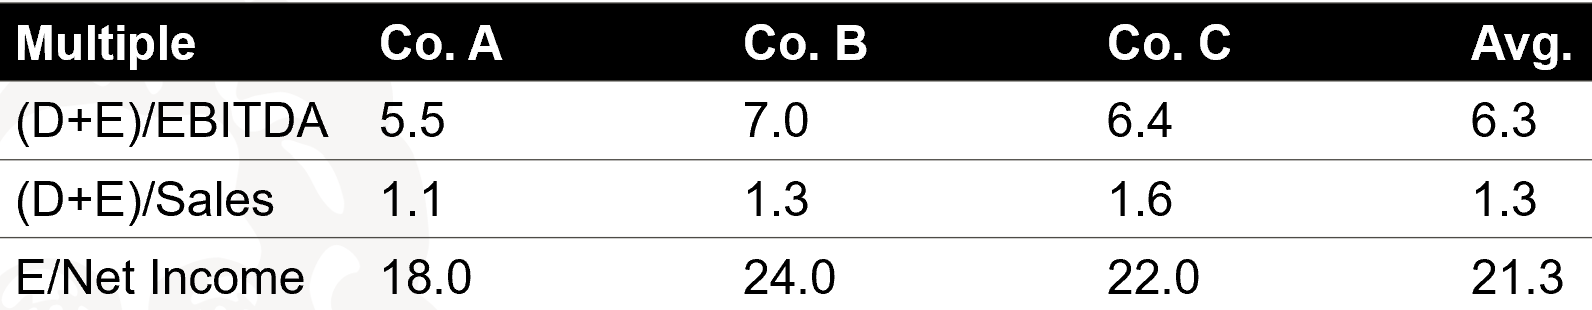 Multiple Co. A Co. B Co. C Avg.
(D+E)/EBITDA 5.5 7.0 6.4 6.3
(D+E)/Sales 1.1 1.3 1.6 1.3
E/Net Income 18.0 24.0 22.0 21.3